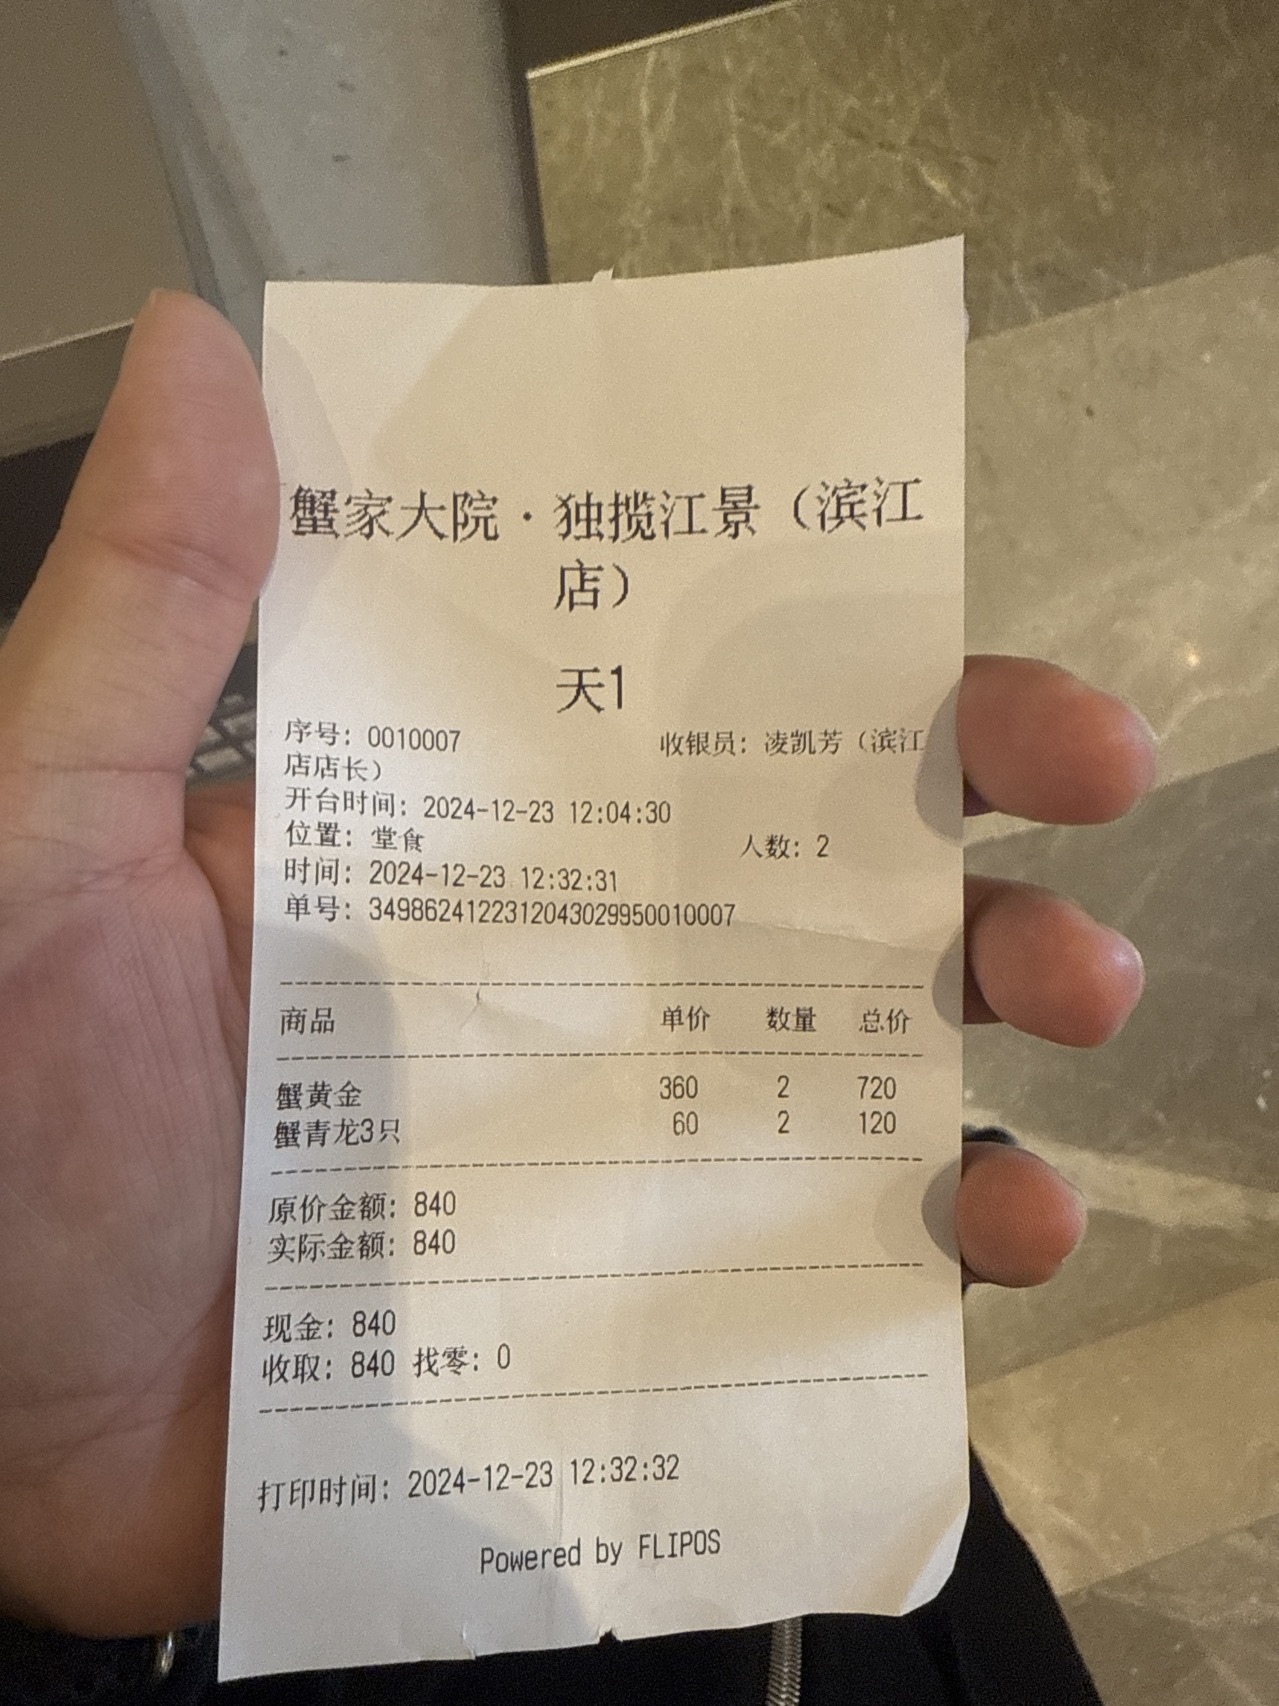 蟹家大院·独揽江景（滨江
店）
天1
序号：0010007 收银员：凌凯芳（滨江
店店长）
开台时间：2024-12-23 12:04:30
位置：堂食 人数：2
时间：2024-12-23 12:32:31
单号：3498624122312043029950010007
商品 单价 数量 总价
蟹黄金 360 2 720
蟹青龙3只 60 2 120
原价金额：840
实际金额：840
现金：840
收取：840 找零：0
打印时间：2024-12-23 12:32:32
Powered by FLIPOS